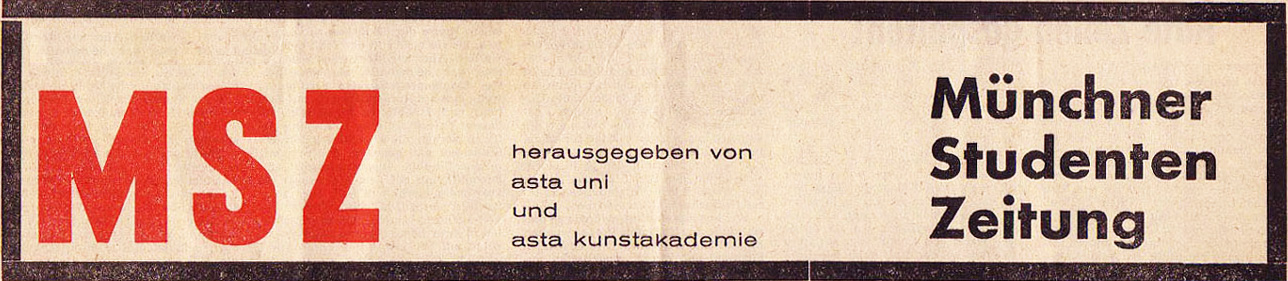 MSZ
herausgegeben von
asta uni
und
asta kunstakademie
Münchner
Studenten
Zeitung